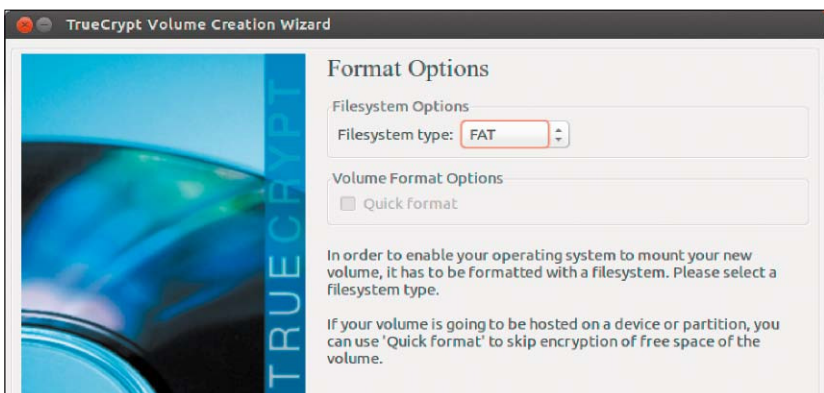 TrueCrypt Volume Creation Wizard
TRUECRYPT
Format Options
Filesystem Options
Filesystem type: FAT
Volume Format Options
Quick format
In order to enable your operating system to mount your new
volume, it has to be formatted with a filesystem. Please select a
filesystem type.
If your volume is going to be hosted on a device or partition, you
can use 'Quick format' to skip encryption of free space of the
volume.